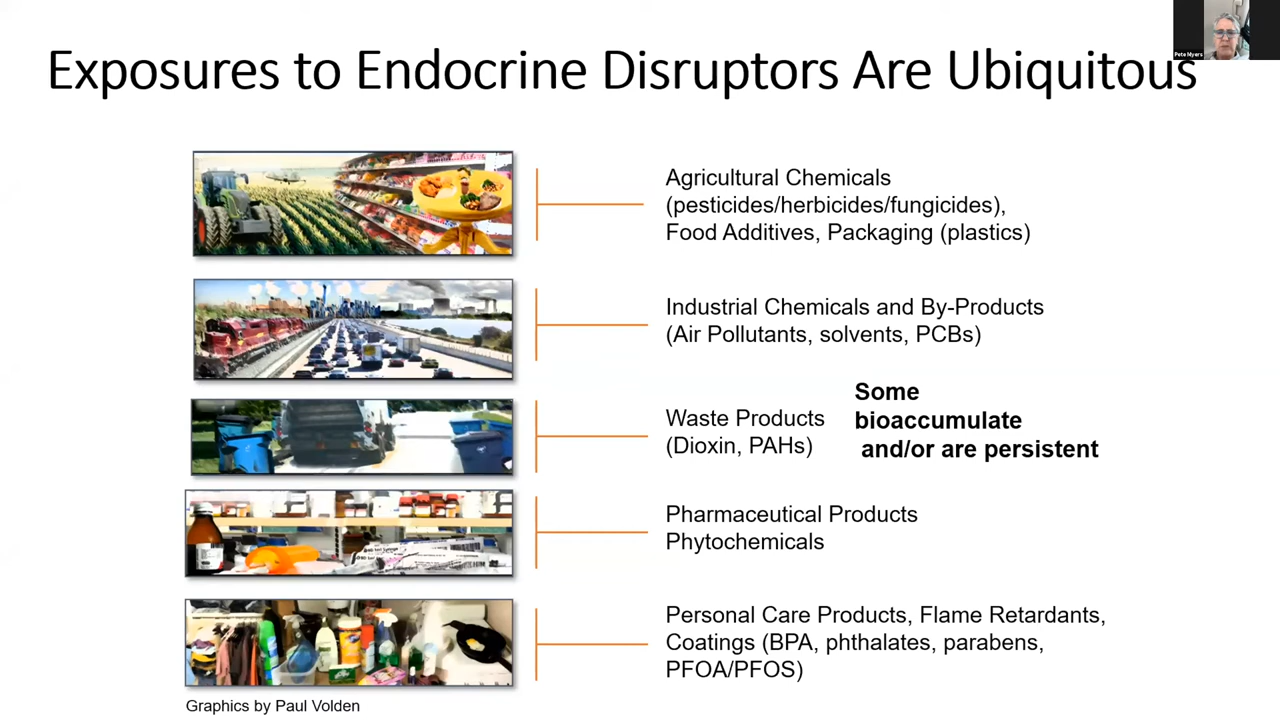 Pete Myers
Exposures to Endocrine Disruptors Are Ubiquitous
Agricultural Chemicals
(pesticides/herbicides/fungicides),
Food Additives, Packaging (plastics)
Industrial Chemicals and By-Products
(Air Pollutants, solvents, PCBs)
Waste Products
(Dioxin, PAHs)
Some
bioaccumulate
and/or are persistent
Pharmaceutical Products
Phytochemicals
Personal Care Products, Flame Retardants,
Coatings (BPA, phthalates, parabens,
PFOA/PFOS)
Graphics by Paul Volden